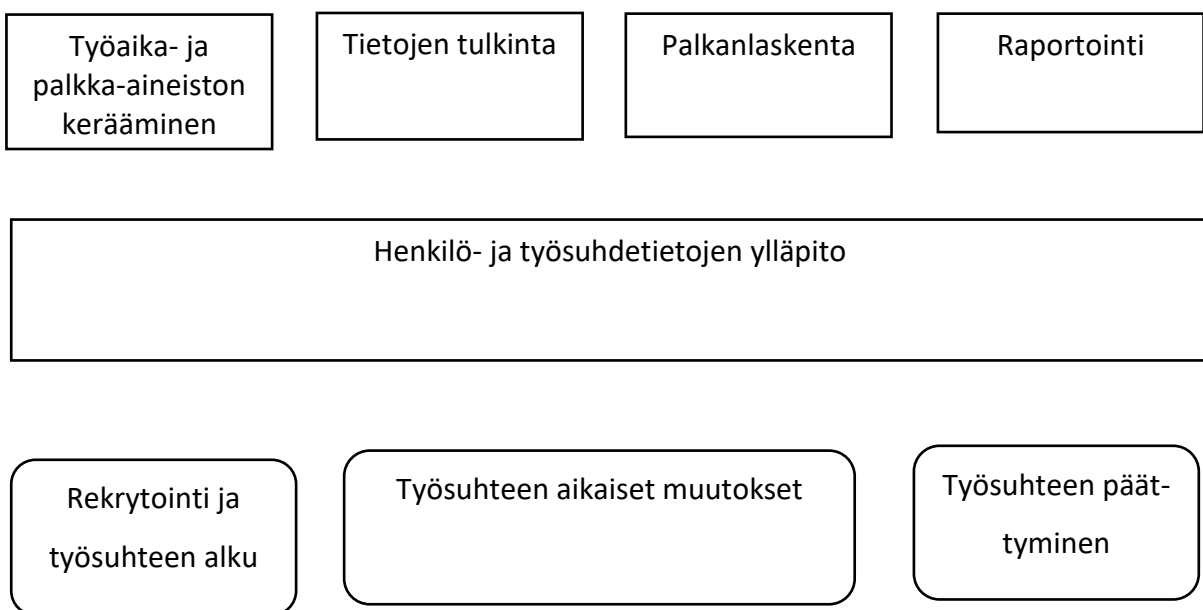 Työaika- ja
palkka-aineiston
kerääminen
Tietojen tulkinta
Palkanlaskenta
Raportointi
Henkilö- ja työsuhdetietojen ylläpito
Rekrytointi ja
työsuhteen alku
Työsuhteen aikaiset muutokset
Työsuhteen päät-
tyminen